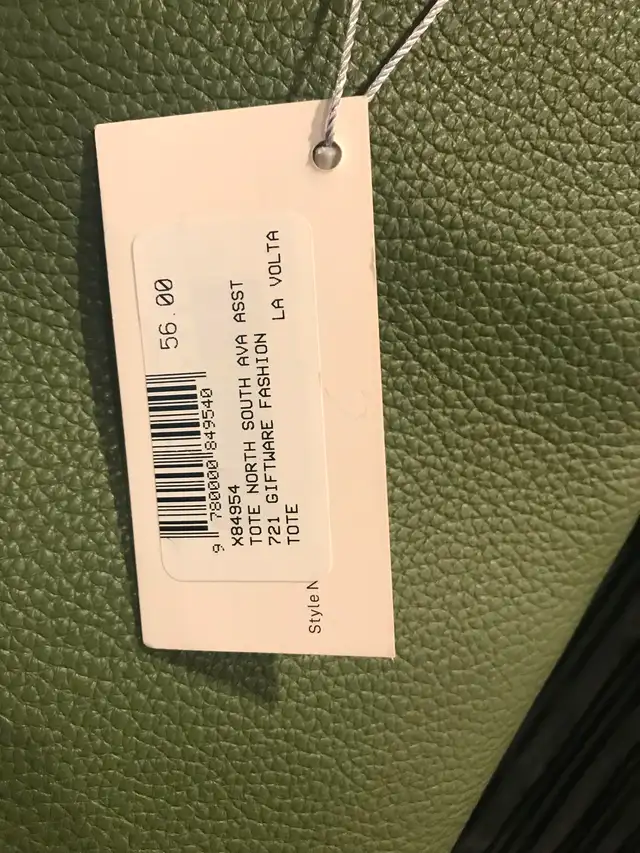 56.00
9 780000 849540
X84954
TOTE NORTH SOUTH AVA ASST
721 GIFTWARE FASHION
TOTE LA VOLTA
Style N